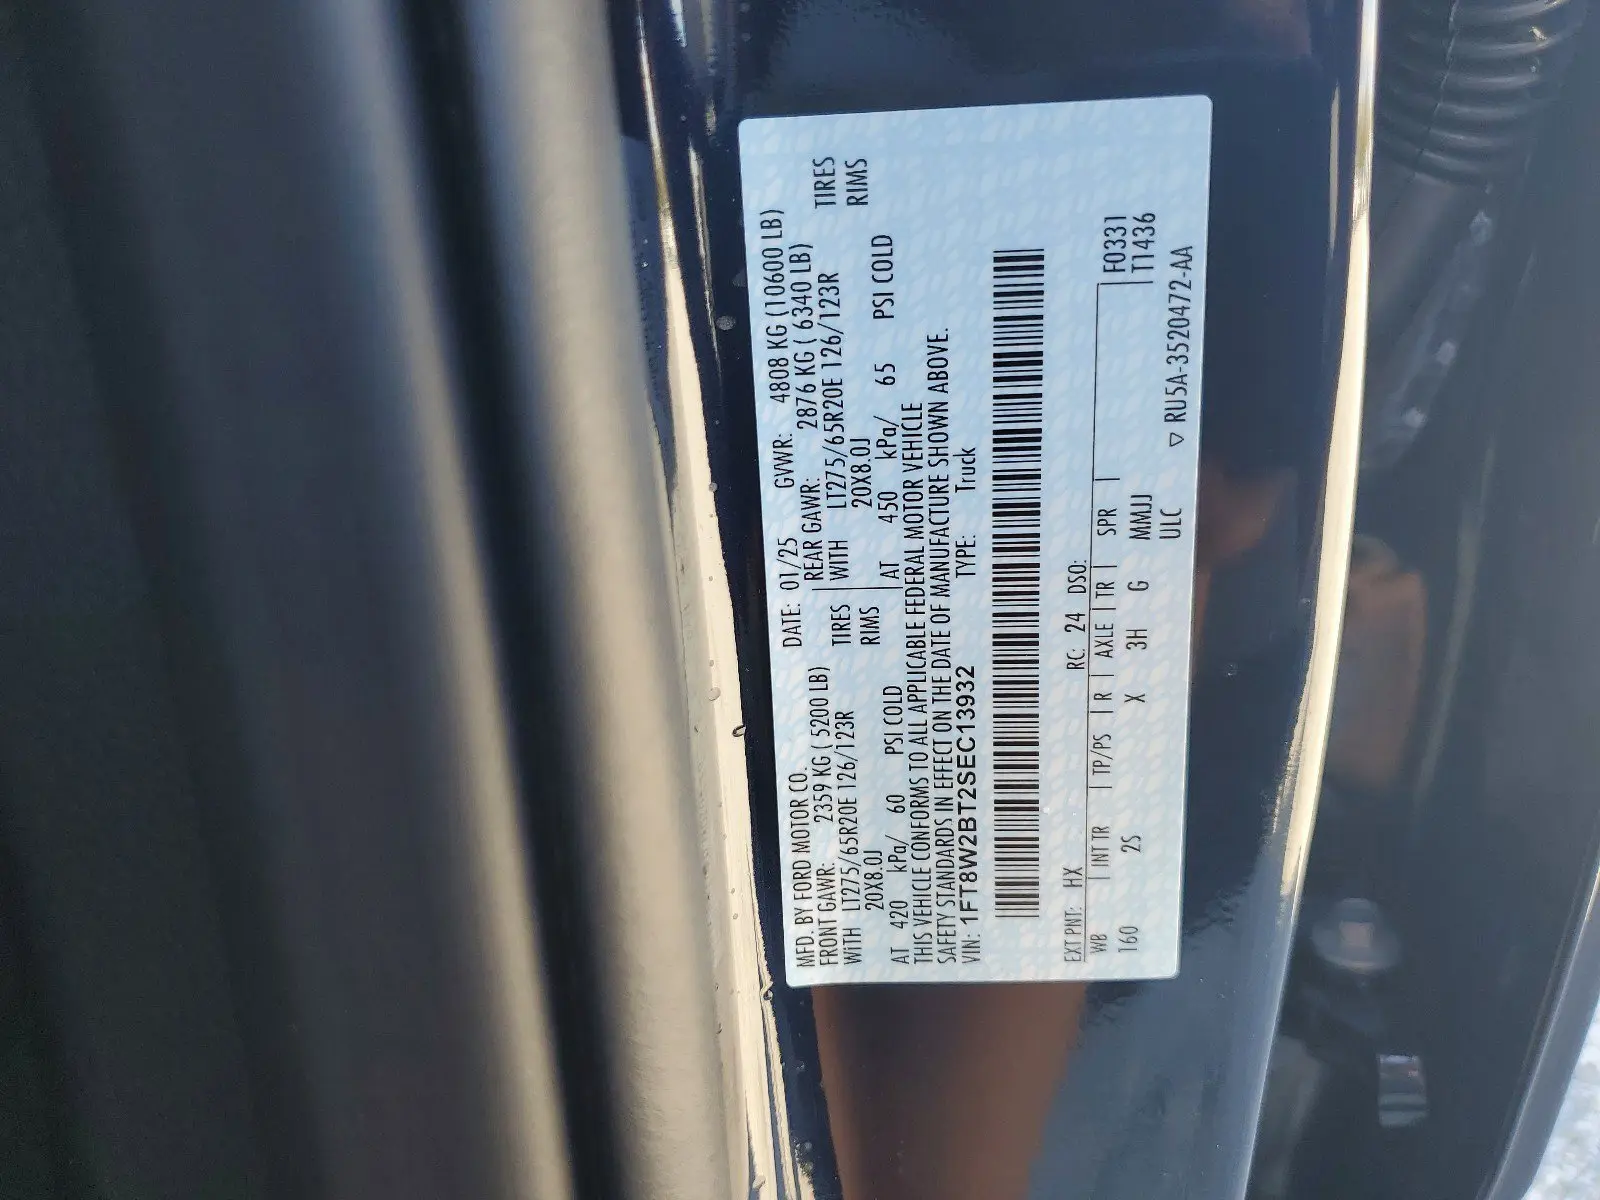 MFD. BY FORD MOTOR CO.
DATE: 01/25 GVWR: 4808 KG (10600 LB)
FRONT GAWR: 2359 KG ( 5200 LB)
REAR GAWR: 2876 KG ( 6340 LB)
WITH LT275/65R20E 126/123R TIRES
WITH LT275/65R20E 126/123R TIRES
20X8.0J RIMS
20X8.0J RIMS
AT 420 kPa/ 60 PSI COLD
AT 450 kPa/ 65 PSI COLD
THIS VEHICLE CONFORMS TO ALL APPLICABLE FEDERAL MOTOR VEHICLE
SAFETY STANDARDS IN EFFECT ON THE DATE OF MANUFACTURE SHOWN ABOVE.
VIN: 1FT8W2BT2SEC13932 TYPE: Truck
EXT PNT: HX RC: 24 DSO:
WB | INT TR | TP/PS | R | AXLE | TR | SPR | F0331
160 2S X 3H G MMJJ T1436
ULC
▽ RU5A-3520472-AA